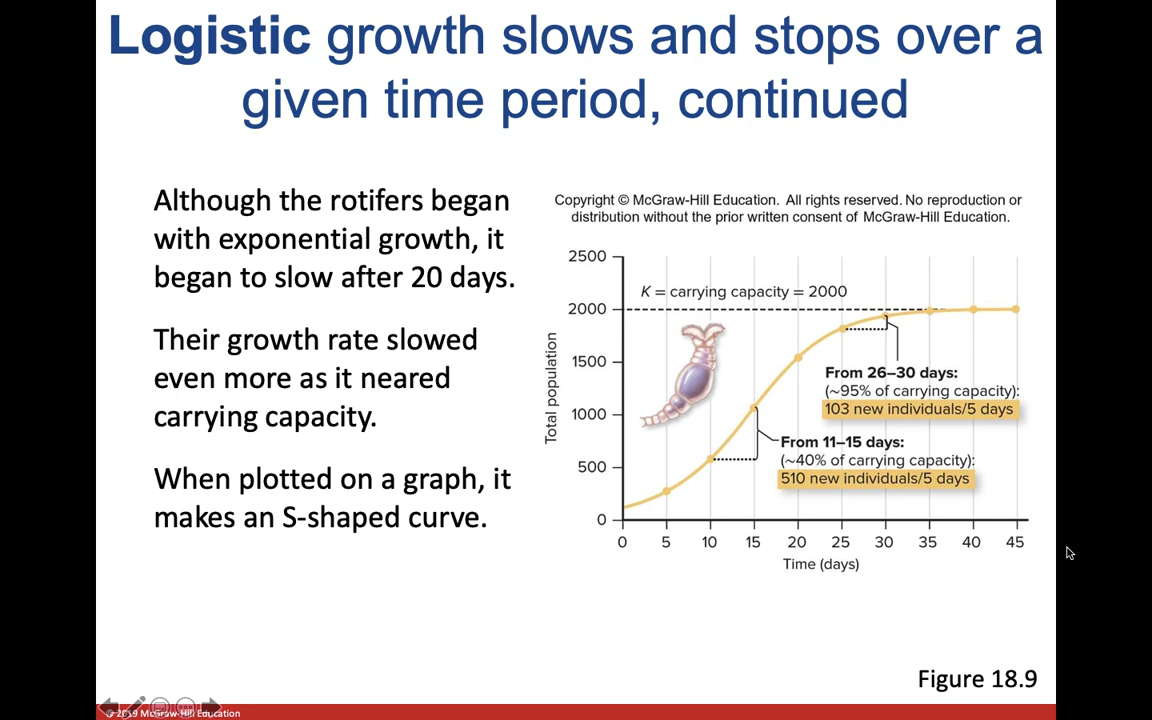 Logistic growth slows and stops over a
given time period, continued
Although the rotifers began
with exponential growth, it
began to slow after 20 days.
Their growth rate slowed
even more as it neared
carrying capacity.
When plotted on a graph, it
makes an S-shaped curve.
Copyright © McGraw-Hill Education. All rights reserved. No reproduction or
distribution without the prior written consent of McGraw-Hill Education.
2500
K = carrying capacity = 2000
2000
1500
1000
500
0
Total population
From 26–30 days:
(~95% of carrying capacity):
103 new individuals/5 days
From 11–15 days:
(~40% of carrying capacity):
510 new individuals/5 days
0 5 10 15 20 25 30 35 40 45
Time (days)
Figure 18.9
© 2019 McGraw-Hill Education